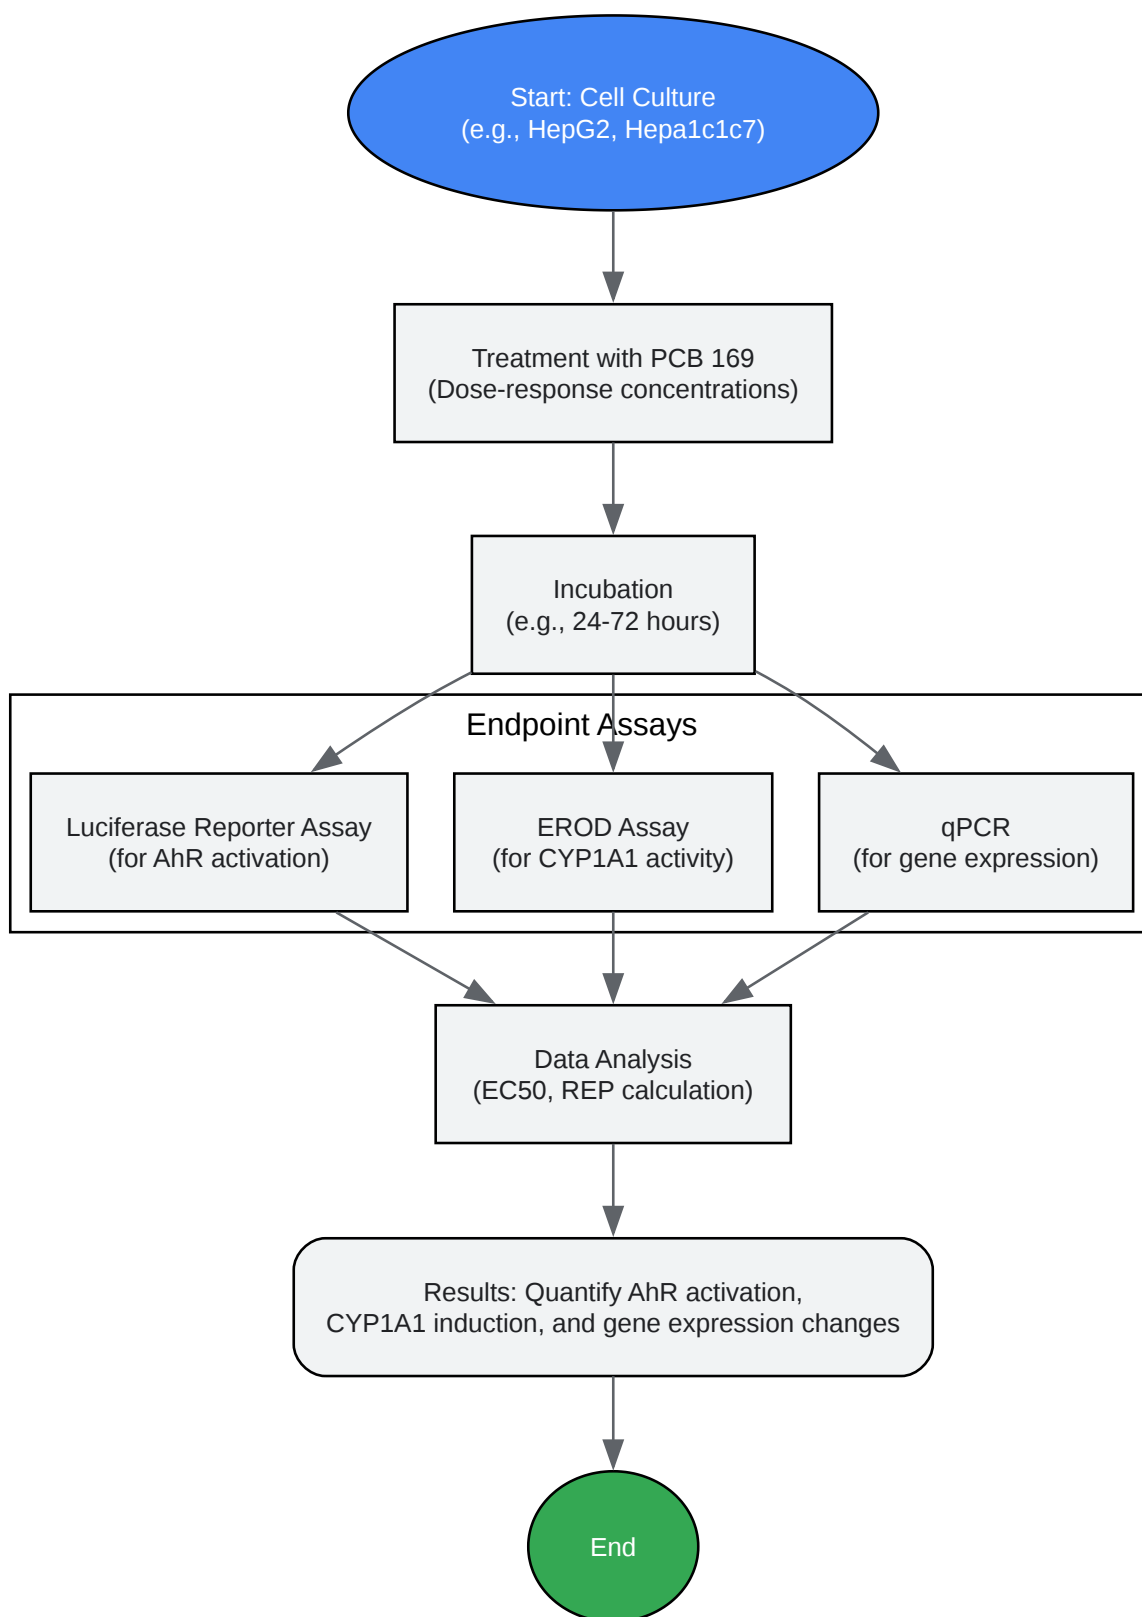 Start: Cell Culture
(e.g., HepG2, Hepa1c1c7)
Treatment with PCB 169
(Dose-response concentrations)
Incubation
(e.g., 24-72 hours)
Endpoint Assays
Luciferase Reporter Assay
(for AhR activation)
EROD Assay
(for CYP1A1 activity)
qPCR
(for gene expression)
Data Analysis
(EC50, REP calculation)
Results: Quantify AhR activation,
CYP1A1 induction, and gene expression changes
End